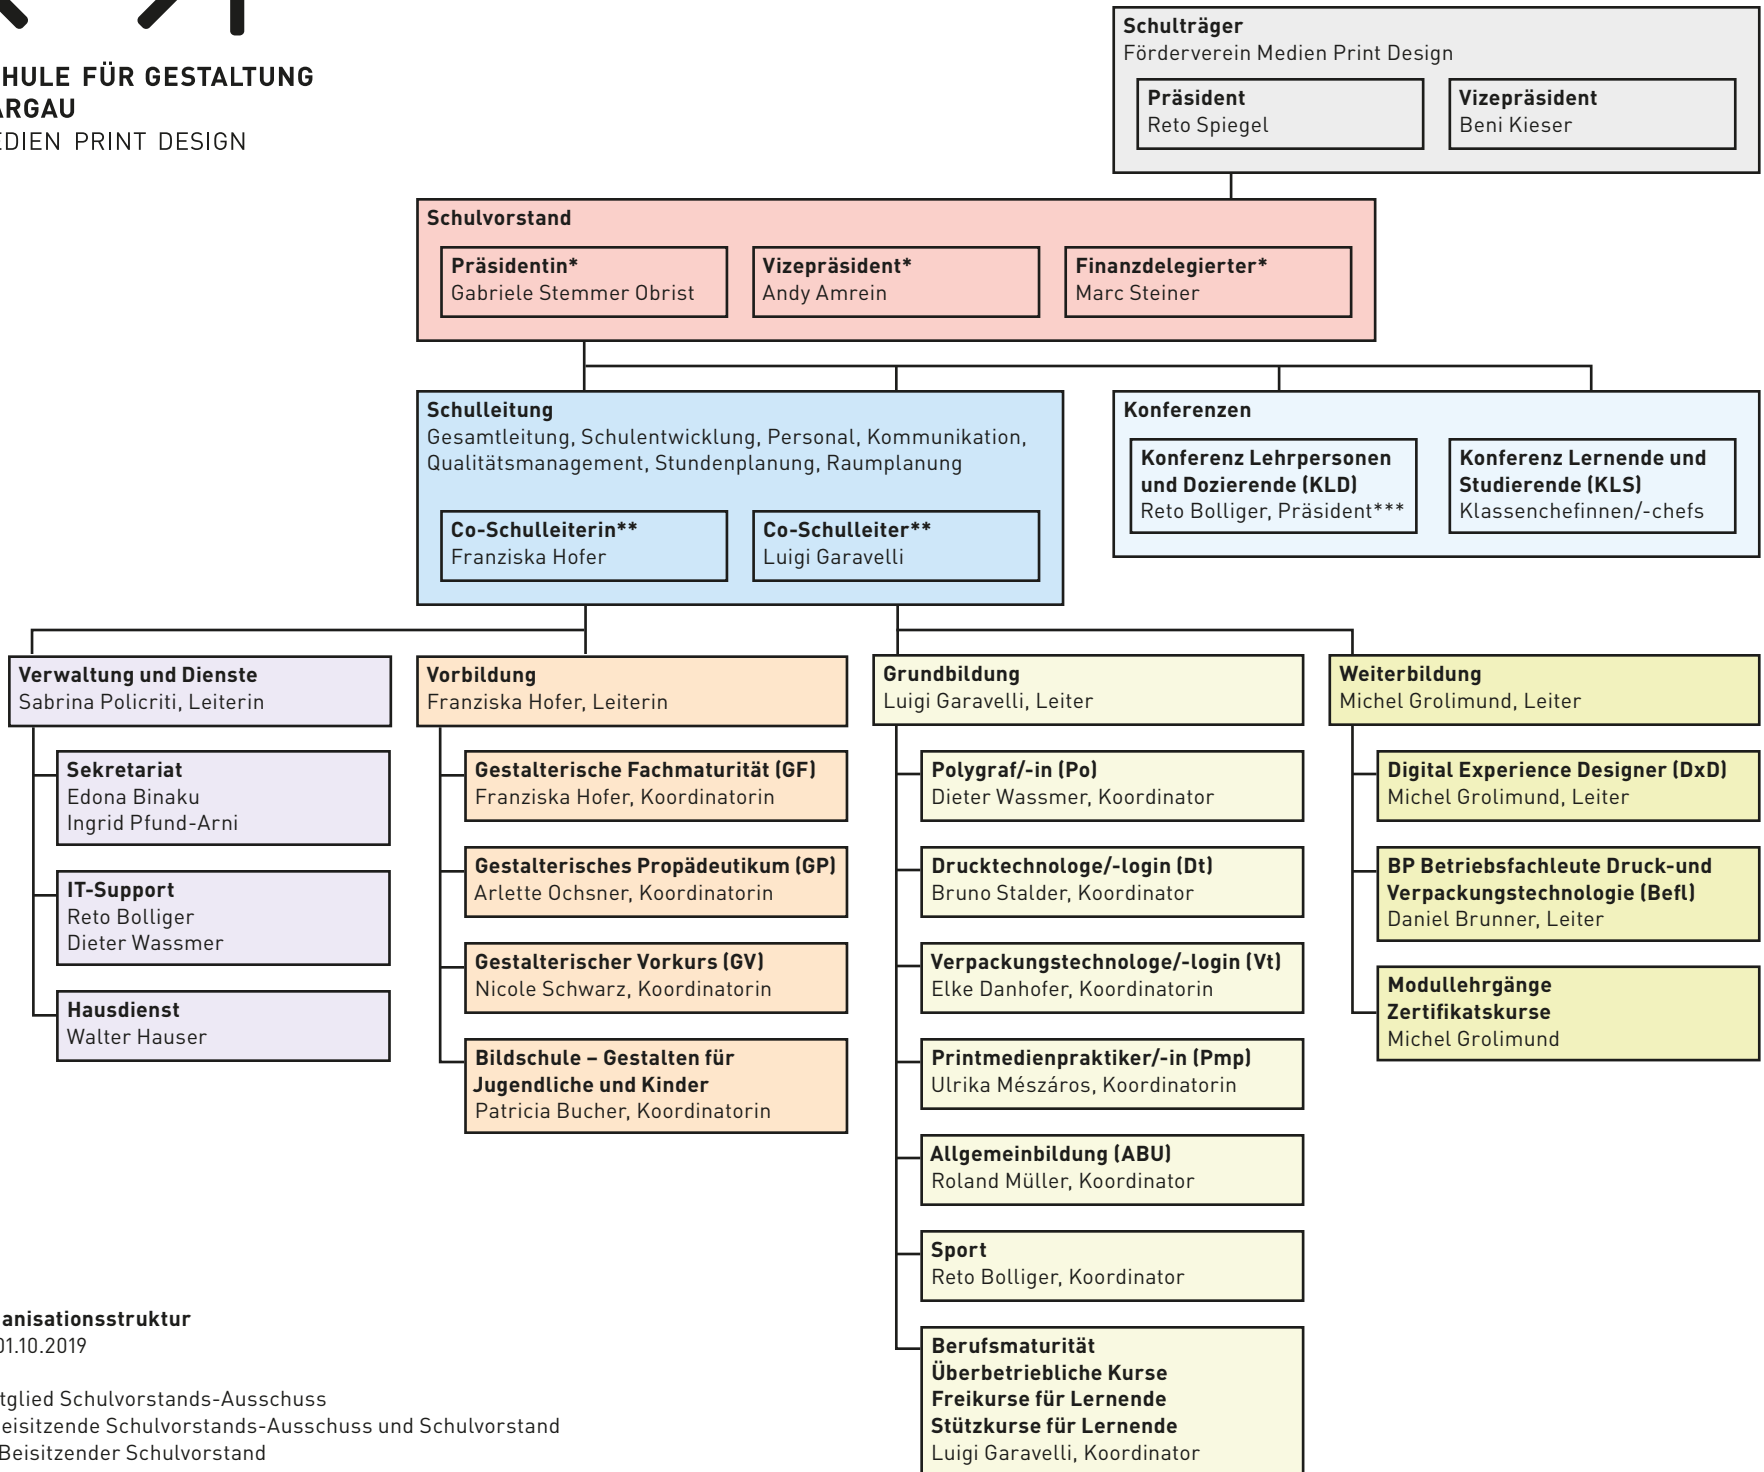 HULE FÜR GESTALTUNG
ARGAU
EDIEN PRINT DESIGN
Schulträger
Förderverein Medien Print Design
Präsident
Reto Spiegel
Vizepräsident
Beni Kieser
Schulvorstand
Präsidentin*
Gabriele Stemmer Obrist
Vizepräsident*
Andy Amrein
Finanzdelegierter*
Marc Steiner
Schulleitung
Gesamtleitung, Schulentwicklung, Personal, Kommunikation,
Qualitätsmanagement, Stundenplanung, Raumplanung
Co-Schulleiterin**
Franziska Hofer
Co-Schulleiter**
Luigi Garavelli
Konferenzen
Konferenz Lehrpersonen
und Dozierende (KLD)
Reto Bolliger, Präsident***
Konferenz Lernende und
Studierende (KLS)
Klassenchefinnen/-chefs
Verwaltung und Dienste
Sabrina Policriti, Leiterin
Sekretariat
Edona Binaku
Ingrid Pfund-Arni
IT-Support
Reto Bolliger
Dieter Wassmer
Hausdienst
Walter Hauser
Vorbildung
Franziska Hofer, Leiterin
Gestalterische Fachmaturität (GF)
Franziska Hofer, Koordinatorin
Gestalterisches Propädeutikum (GP)
Arlette Ochsner, Koordinatorin
Gestalterischer Vorkurs (GV)
Nicole Schwarz, Koordinatorin
Bildschule – Gestalten für
Jugendliche und Kinder
Patricia Bucher, Koordinatorin
Grundbildung
Luigi Garavelli, Leiter
Polygraf/-in (Po)
Dieter Wassmer, Koordinator
Drucktechnologe/-login (Dt)
Bruno Stalder, Koordinator
Verpackungstechnologe/-login (Vt)
Elke Danhofer, Koordinatorin
Printmedienpraktiker/-in (Pmp)
Ulrika Mészáros, Koordinatorin
Allgemeinbildung (ABU)
Roland Müller, Koordinator
Sport
Reto Bolliger, Koordinator
Berufsmaturität
Überbetriebliche Kurse
Freikurse für Lernende
Stützkurse für Lernende
Luigi Garavelli, Koordinator
Weiterbildung
Michel Grolimund, Leiter
Digital Experience Designer (DxD)
Michel Grolimund, Leiter
BP Betriebsfachleute Druck-und
Verpackungstechnologie (Befl)
Daniel Brunner, Leiter
Modullehrgänge
Zertifikatskurse
Michel Grolimund
anisationsstruktur
01.10.2019
tglied Schulvorstands-Ausschuss
eisitzende Schulvorstands-Ausschuss und Schulvorstand
Beisitzender Schulvorstand